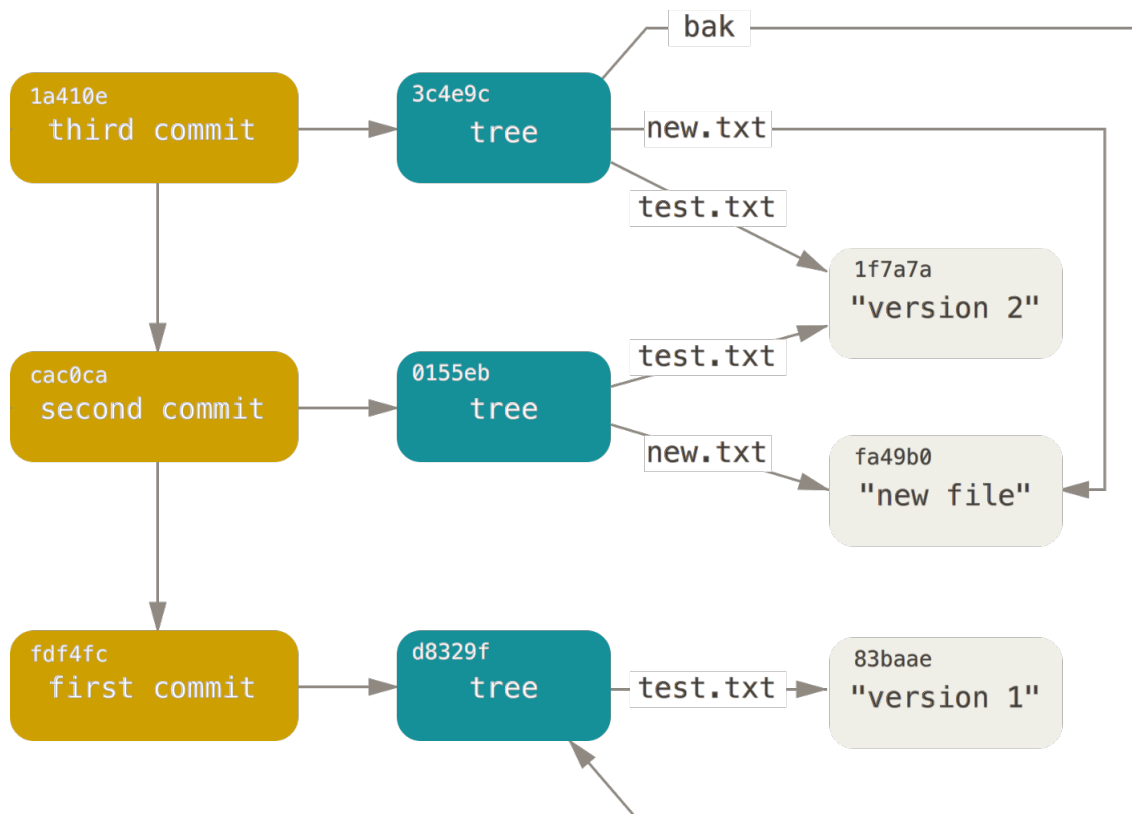 bak
1a410e
third commit
3c4e9c
tree
new.txt
test.txt
1f7a7a
"version 2"
cac0ca
second commit
0155eb
tree
test.txt
new.txt
fa49b0
"new file"
fdf4fc
first commit
d8329f
tree
test.txt
83baae
"version 1"